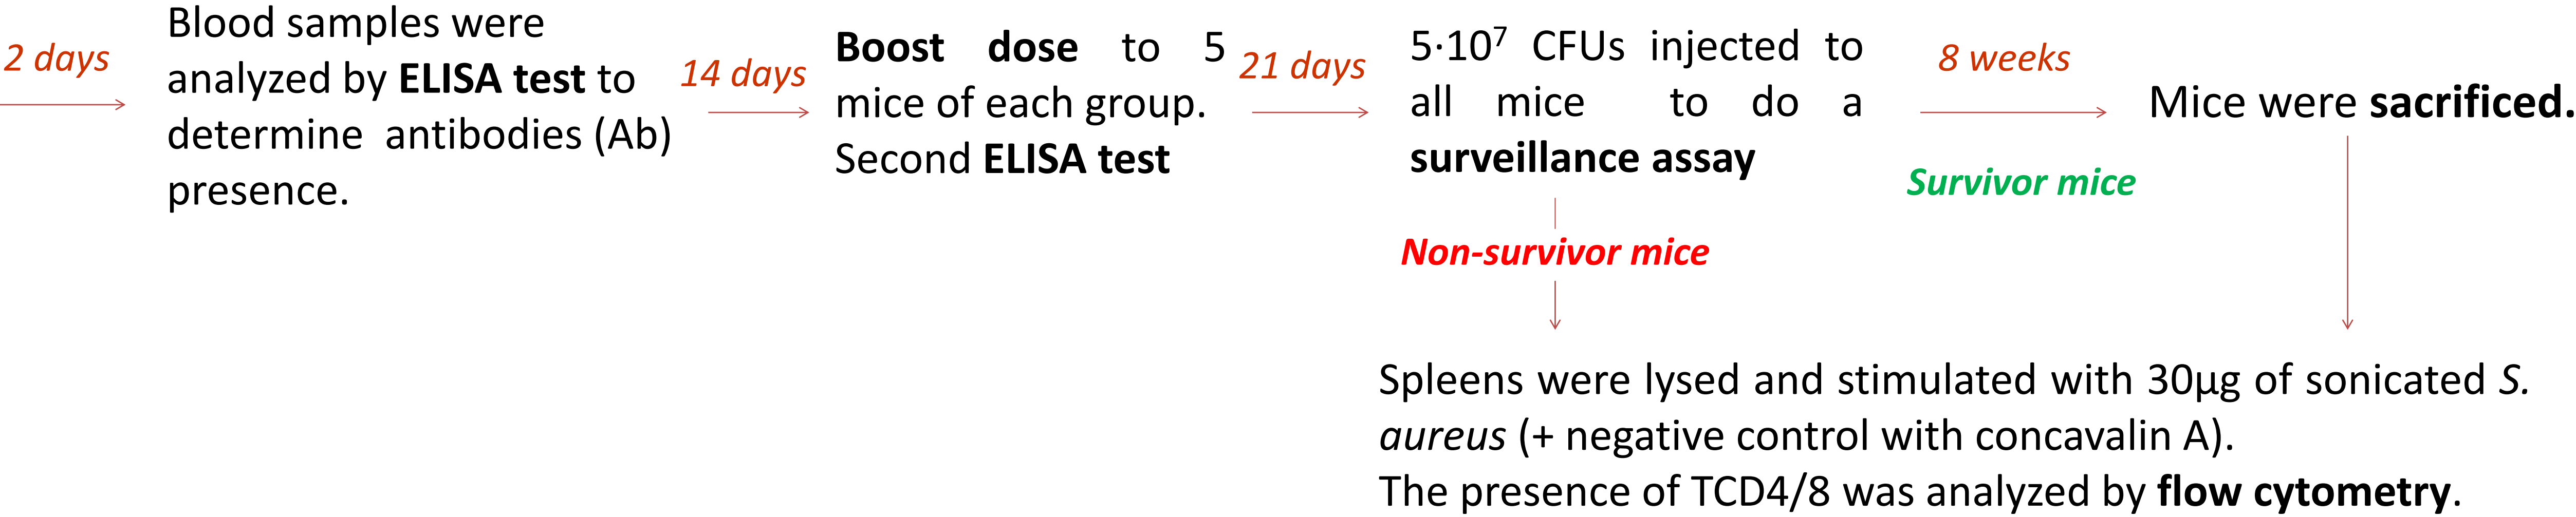 2 days
Blood samples were
analyzed by ELISA test to
determine antibodies (Ab)
presence.
14 days
Boost dose to 5
mice of each group.
Second ELISA test
21 days
5·10⁷ CFUs injected to
all mice to do a
surveillance assay
8 weeks
Survivor mice
Mice were sacrificed.
Non-survivor mice
Spleens were lysed and stimulated with 30µg of sonicated S.
aureus (+ negative control with concavalin A).
The presence of TCD4/8 was analyzed by flow cytometry.